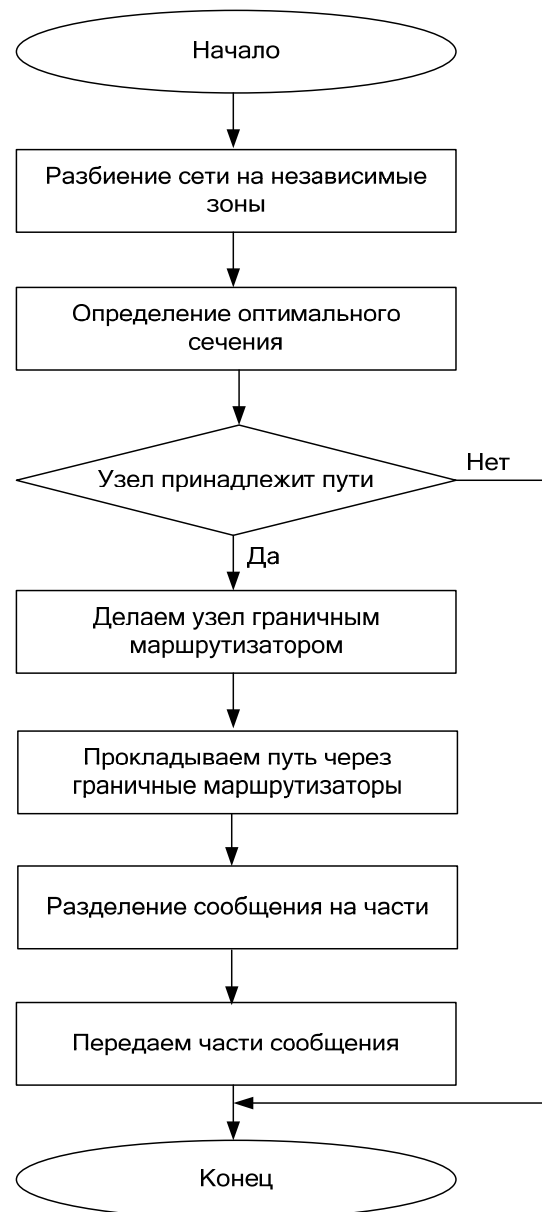 Начало
Разбиение сети на независимые
зоны
Определение оптимального
сечения
Узел принадлежит пути
Нет
Да
Делаем узел граничным
маршрутизатором
Прокладываем путь через
граничные маршрутизаторы
Разделение сообщения на части
Передаем части сообщения
Конец